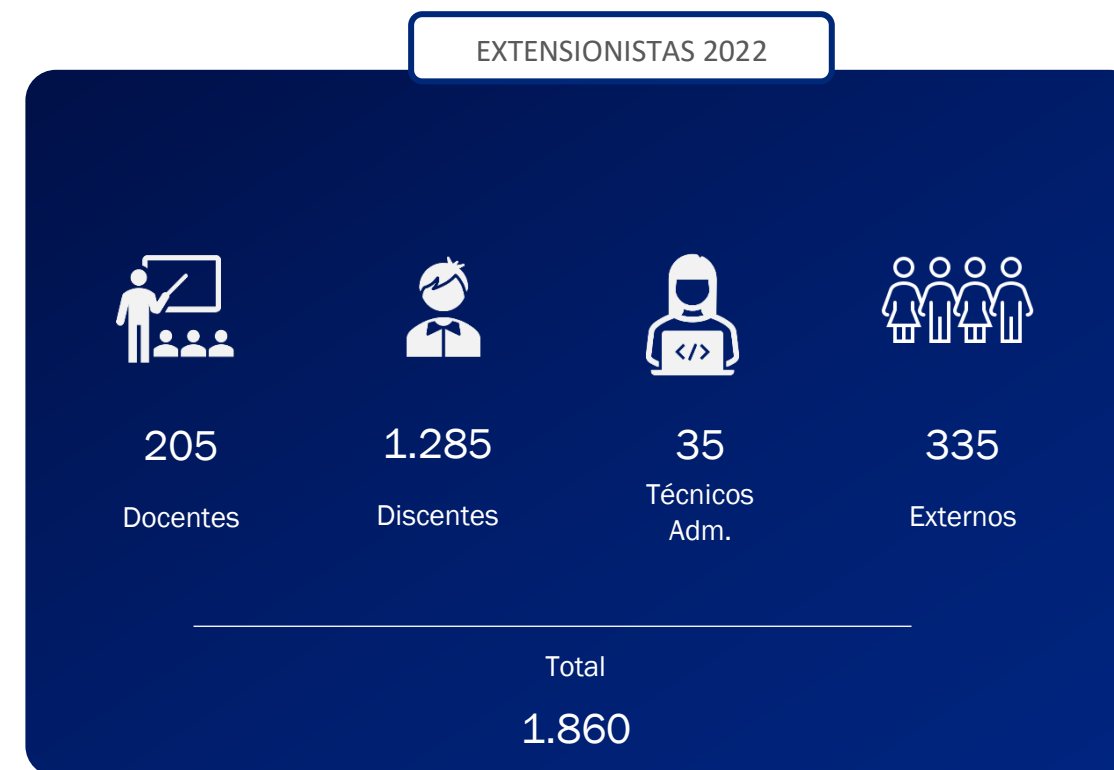 EXTENSIONISTAS 2022
</>
205
1.285
35
335
Docentes
Discentes
Técnicos
Adm.
Externos
Total
1.860